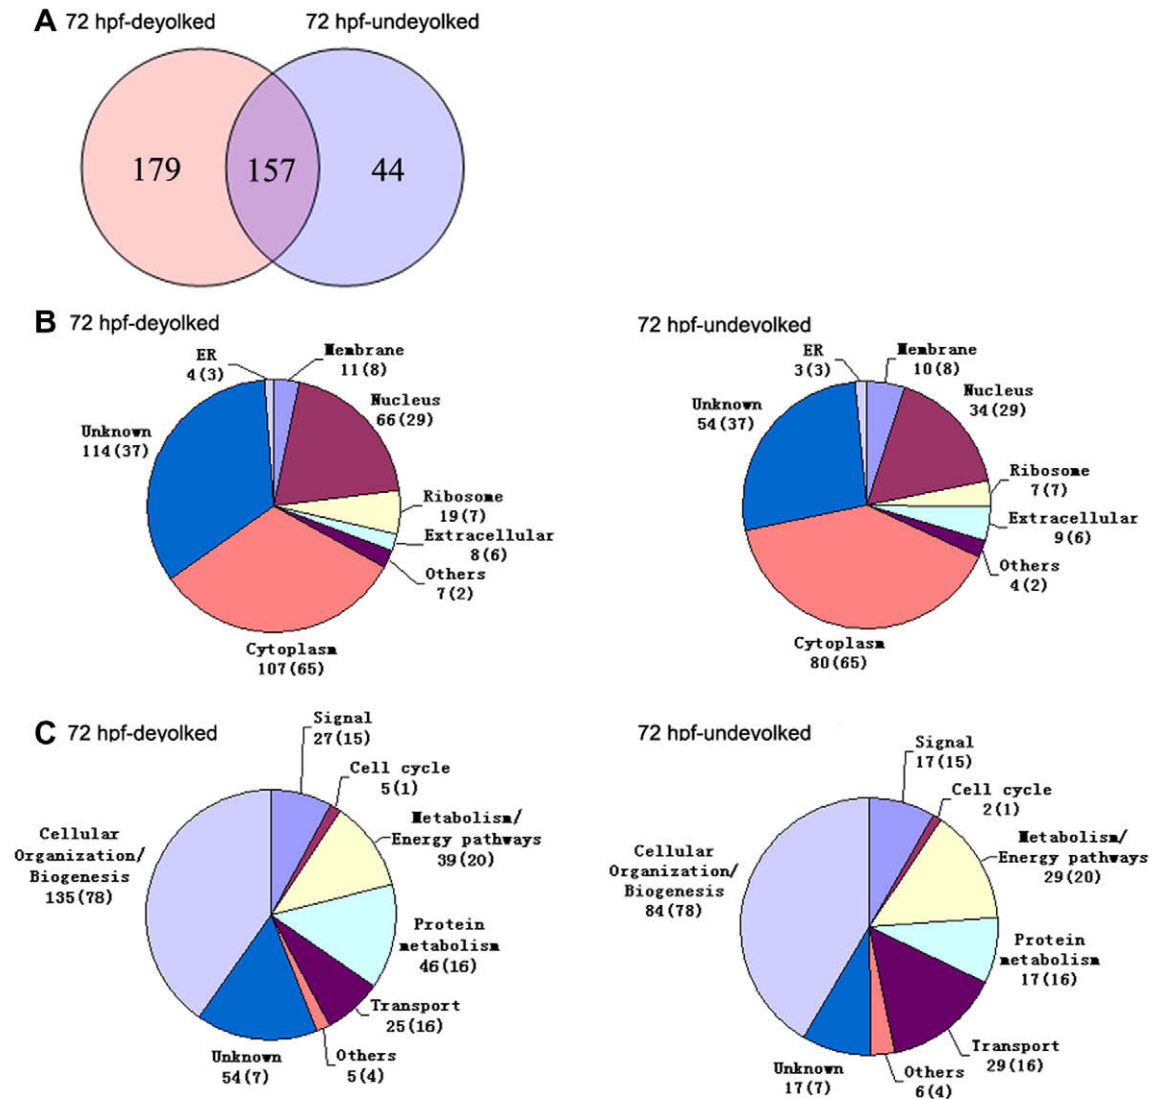 A 72 hpf-deyolked 72 hpf-undeyolked
179 157 44
B 72 hpf-deyolked
ER
4(3)
Membrane
11(8)
Nucleus
66(29)
Ribosome
19(7)
Extracellular
8(6)
Others
7(2)
Cytoplasm
107(65)
Unknown
114(37)
72 hpf-undeyolked
ER
3(3)
Membrane
10(8)
Nucleus
34(29)
Ribosome
7(7)
Extracellular
9(6)
Others
4(2)
Cytoplasm
80(65)
Unknown
54(37)
C 72 hpf-deyolked
Signal
27(15)
Cell cycle
5(1)
Metabolism/
Energy pathways
39(20)
Protein
metabolism
46(16)
Transport
25(16)
Others
5(4)
Unknown
54(7)
Cellular
Organization/
Biogenesis
135(78)
72 hpf-undeyolked
Signal
17(15)
Cell cycle
2(1)
Metabolism/
Energy pathways
29(20)
Protein
metabolism
17(16)
Transport
29(16)
Others
6(4)
Unknown
17(7)
Cellular
Organization/
Biogenesis
84(78)